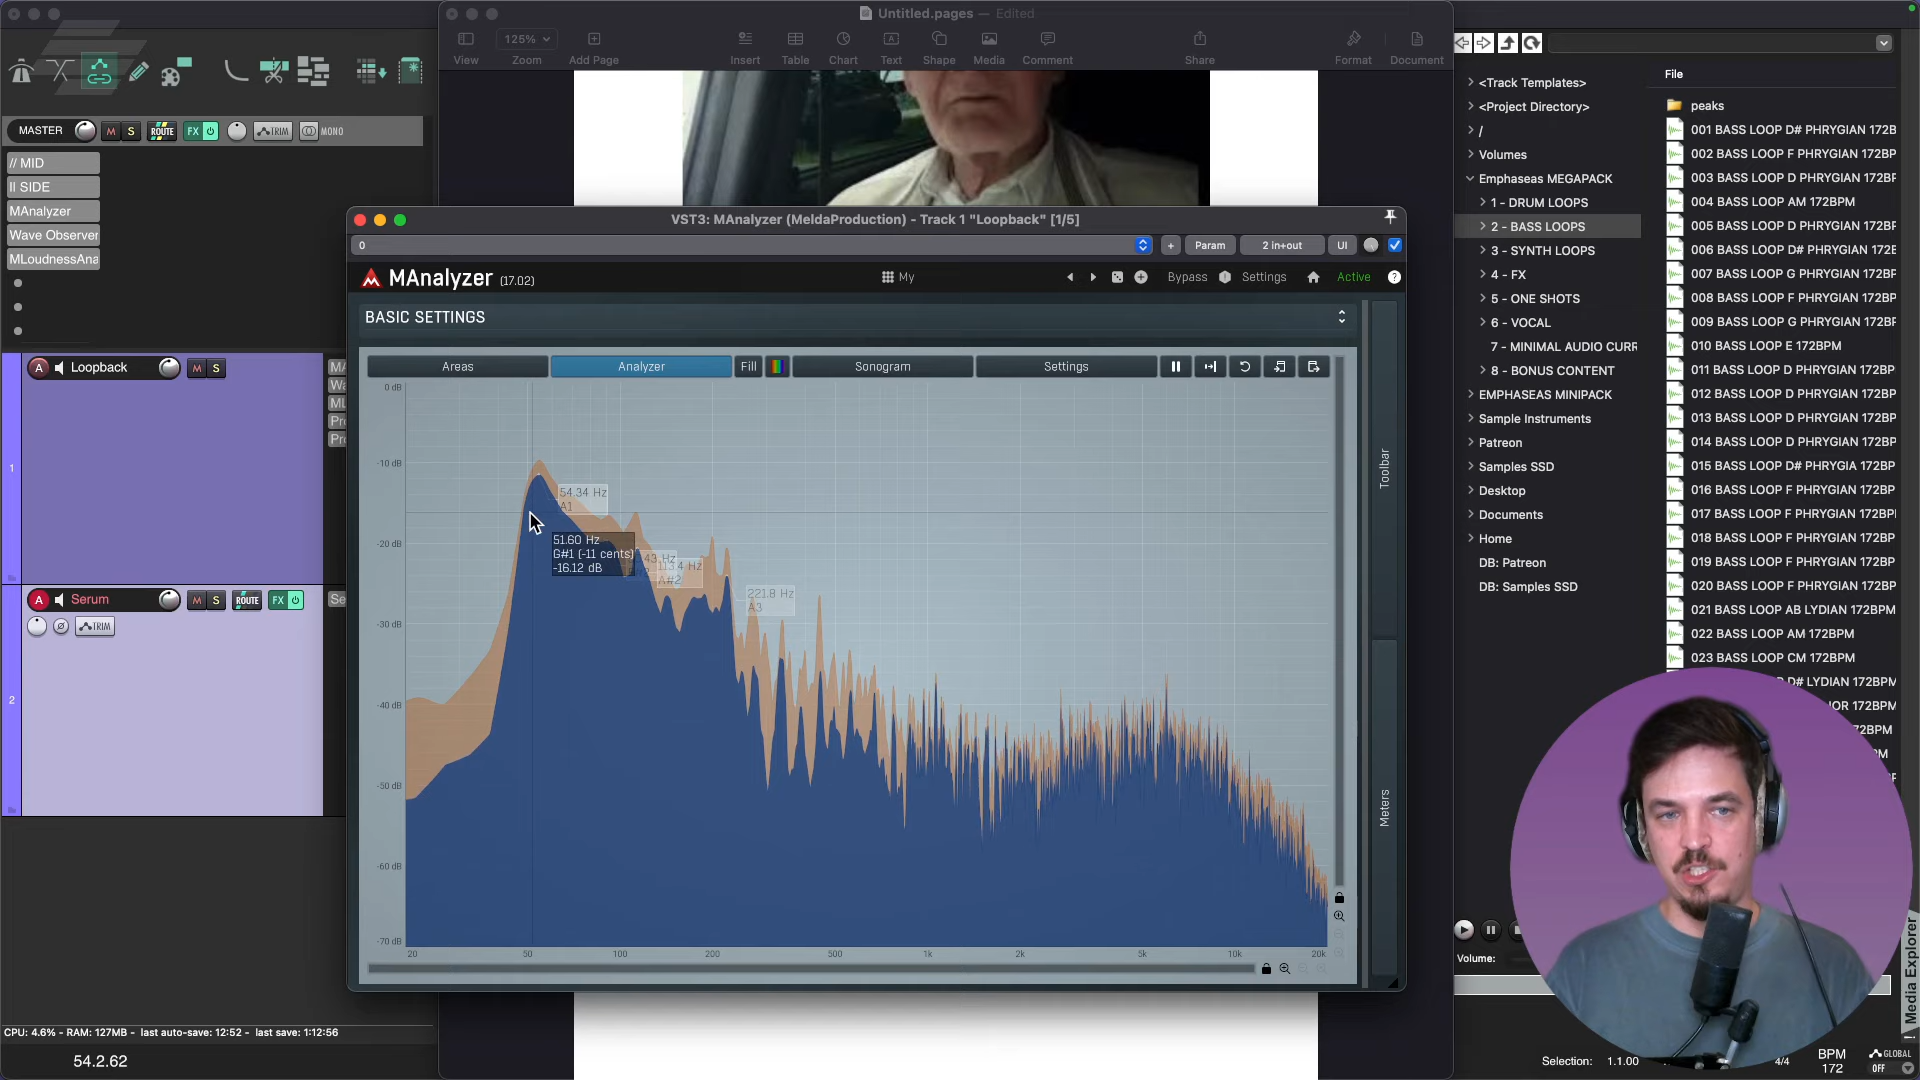 Untitled.pages — Edited
125%
View
Zoom
Add Page
Insert
Table
Chart
Text
Shape
Media
Comment
Share
Format
Document
MASTER
M
S
ROUTE
FX
TRIM
MONO
// MID
II SIDE
MAnalyzer
Wave Observer
MLoudnessAna
A
Loopback
M
S
1
A
Serum
M
S
ROUTE
FX
TRIM
2
CPU: 4.6% - RAM: 127MB - last auto-save: 12:52 - last save: 1:12:56
54.2.62
VST3: MAnalyzer (MeldaProduction) - Track 1 "Loopback" [1/5]
0
+
Param
2 in+out
UI
MAnalyzer (17.02)
My
Bypass
Settings
Active
?
BASIC SETTINGS
Areas
Analyzer
Fill
Sonogram
Settings
0 dB
-10 dB
-20 dB
-30 dB
-40 dB
-50 dB
-60 dB
-70 dB
54.34 Hz
A1
51.60 Hz
G#1 (-11 cents)
-16.12 dB
A#2
221.8 Hz
A3
20
50
100
200
500
1k
2k
5k
10k
20k
Toolbar
Meters
<Track Templates>
<Project Directory>
/
Volumes
Emphaseas MEGAPACK
1 - DRUM LOOPS
2 - BASS LOOPS
3 - SYNTH LOOPS
4 - FX
5 - ONE SHOTS
6 - VOCAL
7 - MINIMAL AUDIO CURR
8 - BONUS CONTENT
EMPHASEAS MINIPACK
Sample Instruments
Patreon
Samples SSD
Desktop
Documents
Home
DB: Patreon
DB: Samples SSD
File
peaks
001 BASS LOOP D# PHRYGIAN 172B
002 BASS LOOP F PHRYGIAN 172BP
003 BASS LOOP D PHRYGIAN 172BP
004 BASS LOOP AM 172BPM
005 BASS LOOP D PHRYGIAN 172BP
006 BASS LOOP D# PHRYGIAN 172B
007 BASS LOOP G PHRYGIAN 172BP
008 BASS LOOP F PHRYGIAN 172BP
009 BASS LOOP G PHRYGIAN 172BP
010 BASS LOOP E 172BPM
011 BASS LOOP D PHRYGIAN 172BP
012 BASS LOOP D PHRYGIAN 172BP
013 BASS LOOP D PHRYGIAN 172BP
014 BASS LOOP D PHRYGIAN 172BP
015 BASS LOOP D# PHRYGIA 172BP
016 BASS LOOP F PHRYGIAN 172BP
017 BASS LOOP F PHRYGIAN 172BP
018 BASS LOOP F PHRYGIAN 172BP
019 BASS LOOP F PHRYGIAN 172BP
020 BASS LOOP F PHRYGIAN 172BP
021 BASS LOOP AB LYDIAN 172BPM
022 BASS LOOP AM 172BPM
023 BASS LOOP CM 172BPM
D# LYDIAN 172BPM
172BPM
172BPM
Volume:
Media Explorer
Selection:
1.1.00
4/4
BPM
172
GLOBAL
OFF